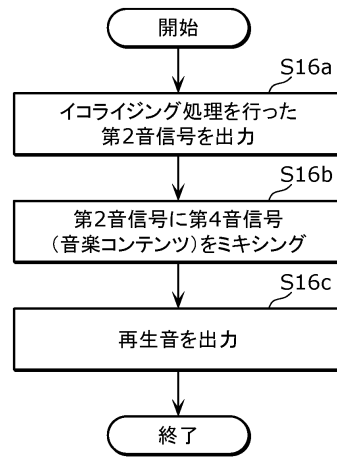 開始
S16a
イコライジング処理を行った
第2音信号を出力
S16b
第2音信号に第4音信号
(音楽コンテンツ)をミキシング
S16c
再生音を出力
終了